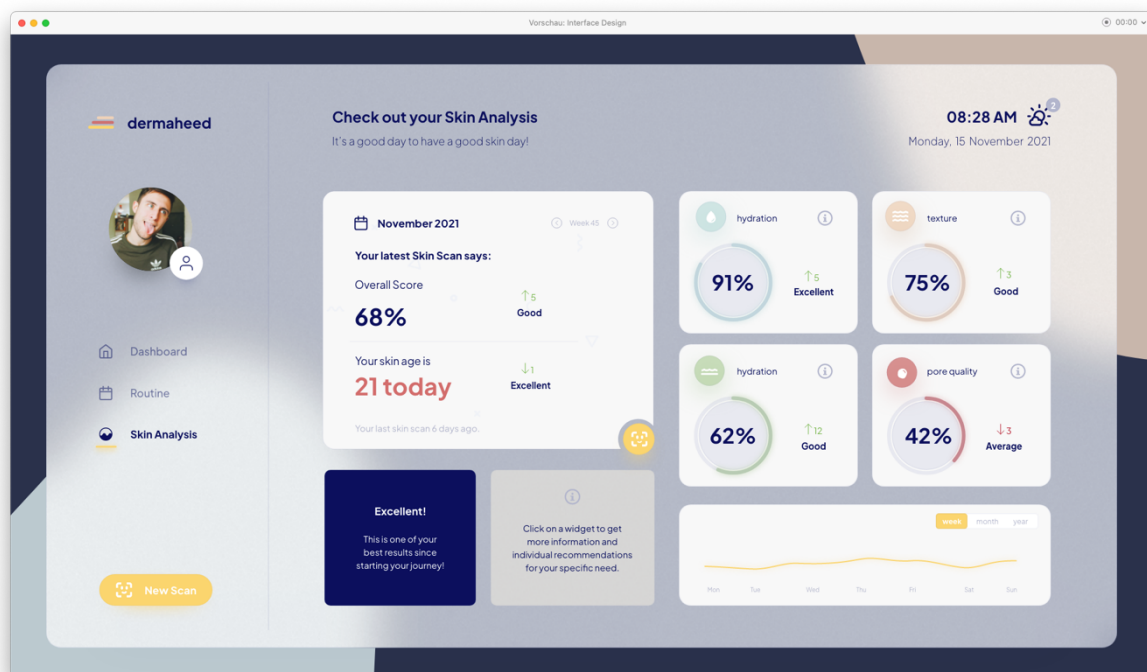 Vorschau: Interface Design
00:00
dermaheed
Dashboard
Routine
Skin Analysis
New Scan
Check out your Skin Analysis
It's a good day to have a good skin day!
08:28 AM
2
Monday, 15 November 2021
November 2021
Week 45
Your latest Skin Scan says:
Overall Score
68%
5
Good
Your skin age is
21 today
1
Excellent
Your last skin scan 6 days ago.
Excellent!
This is one of your
best results since
starting your journey!
Click on a widget to get
more information and
individual recommendations
for your specific need.
hydration
91%
5
Excellent
texture
75%
3
Good
hydration
62%
12
Good
pore quality
42%
3
Average
week month year
Mon Tue Wed Thu Fri Sat Sun